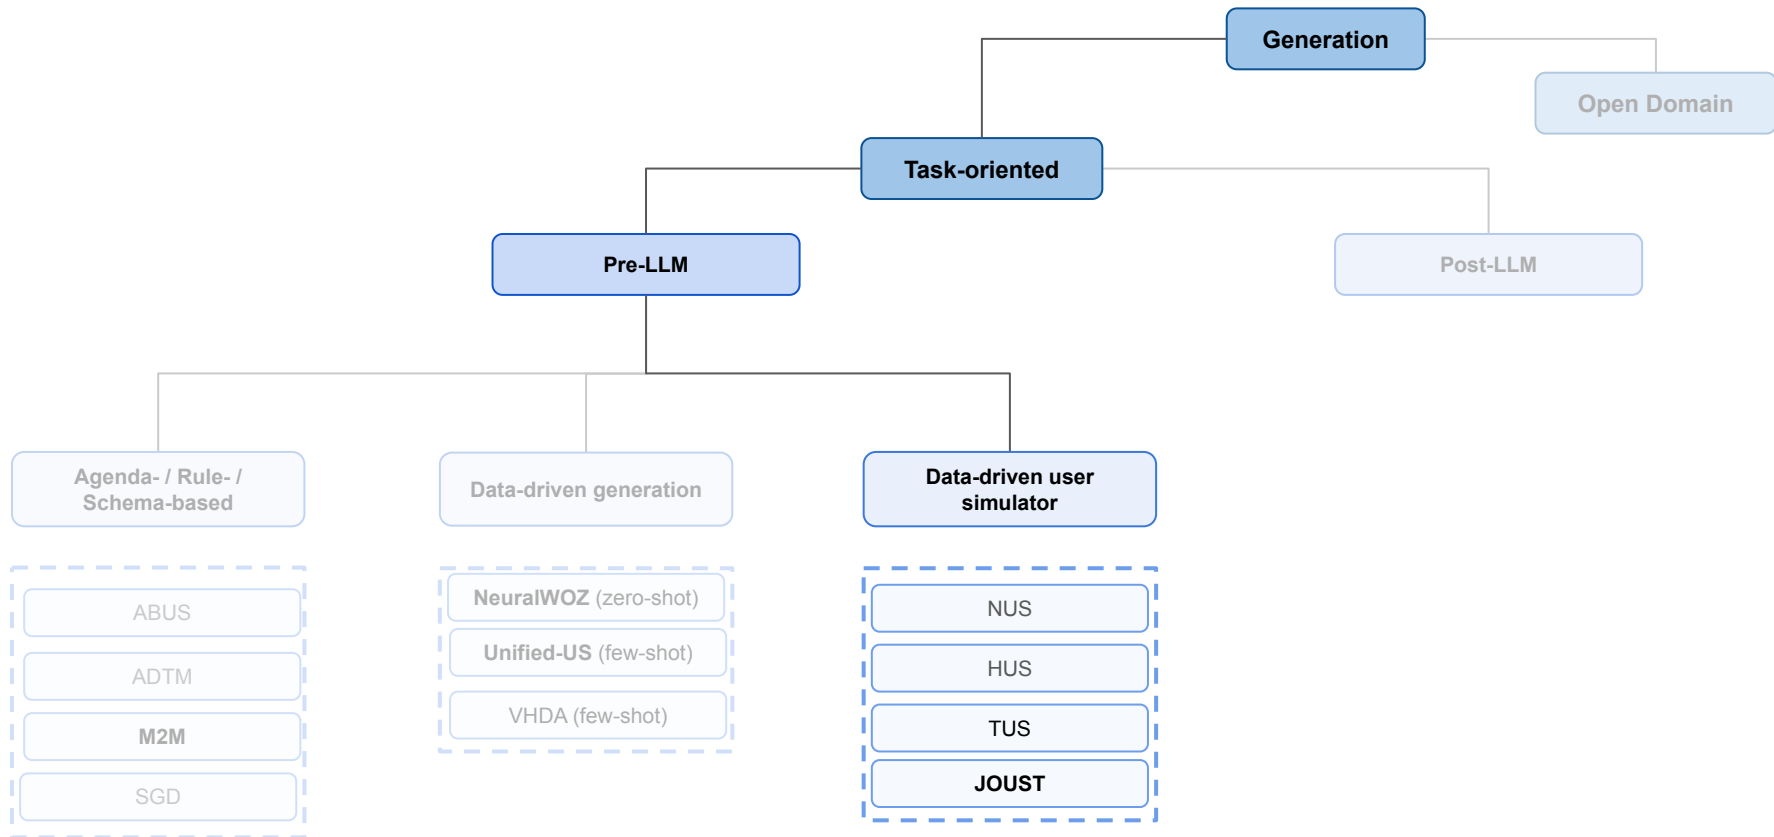 Generation
Open Domain
Task-oriented
Pre-LLM
Post-LLM
Agenda- / Rule- /
Schema-based
Data-driven generation
Data-driven user
simulator
ABUS
ADTM
M2M
SGD
NeuralWOZ (zero-shot)
Unified-US (few-shot)
VHDA (few-shot)
NUS
HUS
TUS
JOUST